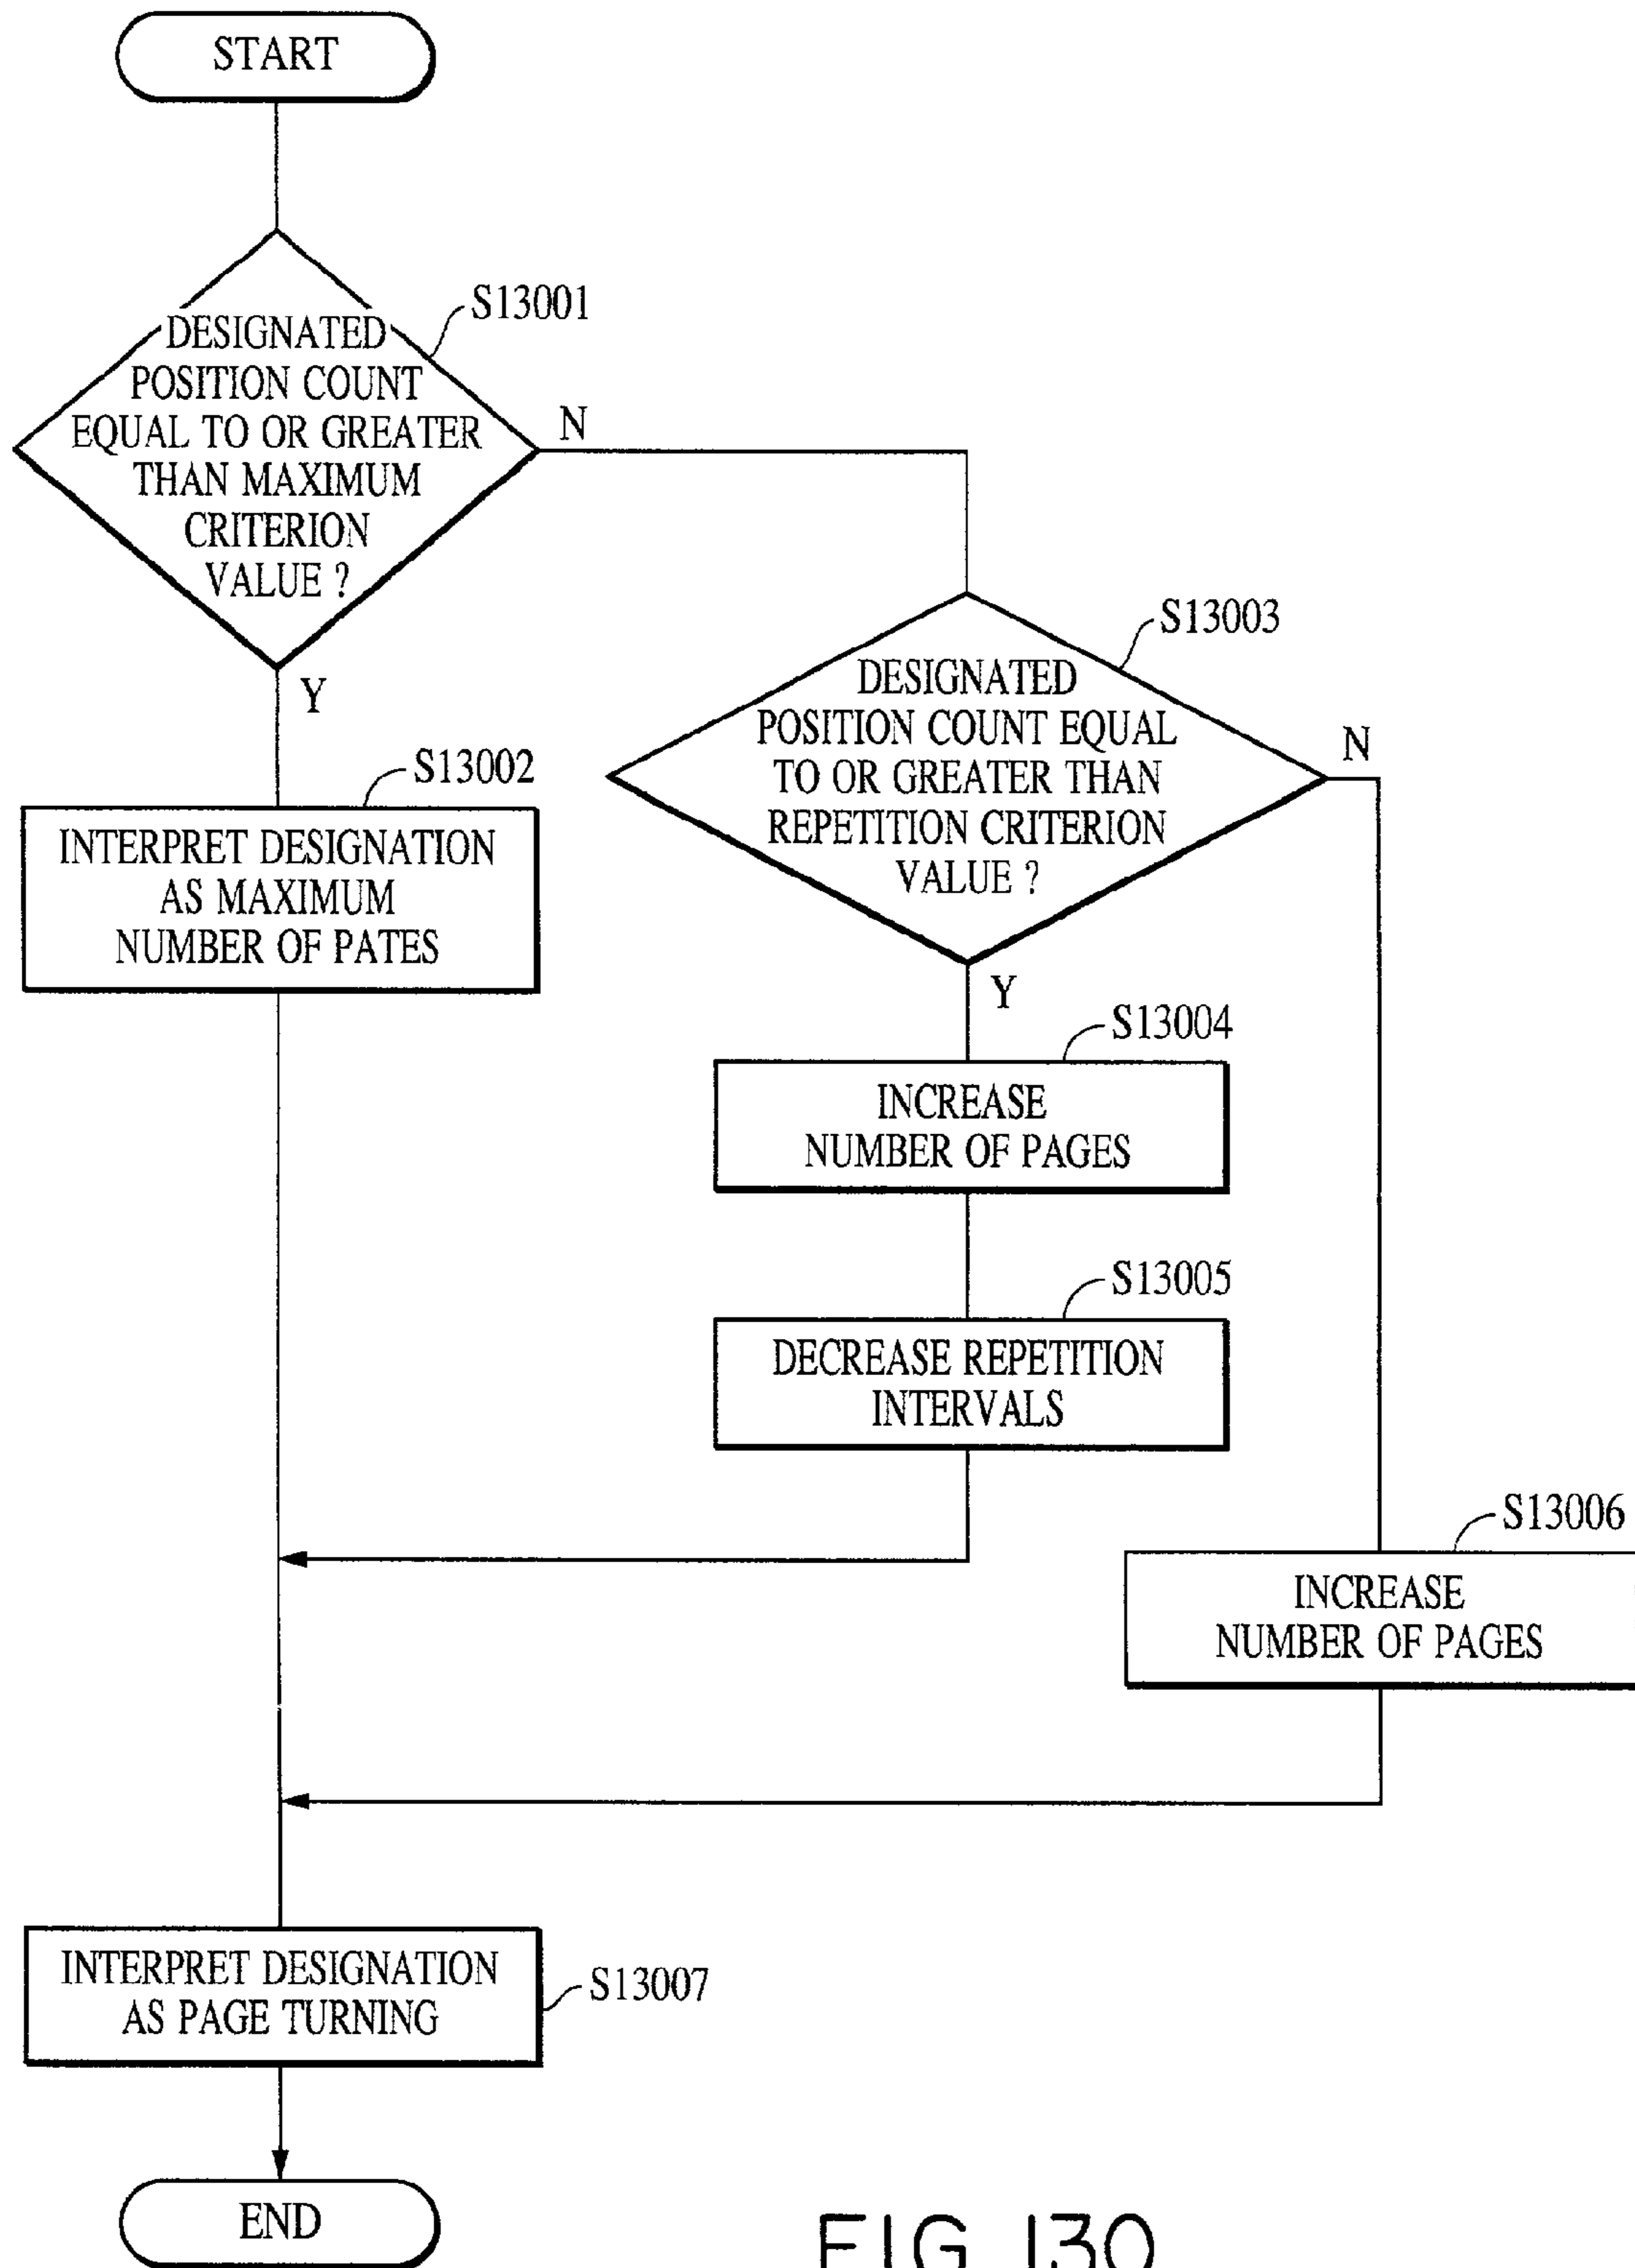 START
S13001
DESIGNATED
POSITION COUNT
EQUAL TO OR GREATER
THAN MAXIMUM
CRITERION
VALUE ?
N
Y
S13003
DESIGNATED
POSITION COUNT EQUAL
TO OR GREATER THAN
REPETITION CRITERION
VALUE ?
N
Y
S13002
INTERPRET DESIGNATION
AS MAXIMUM
NUMBER OF PATES
S13004
INCREASE
NUMBER OF PAGES
S13005
DECREASE REPETITION
INTERVALS
S13006
INCREASE
NUMBER OF PAGES
INTERPRET DESIGNATION
AS PAGE TURNING
S13007
END
FIG. 130